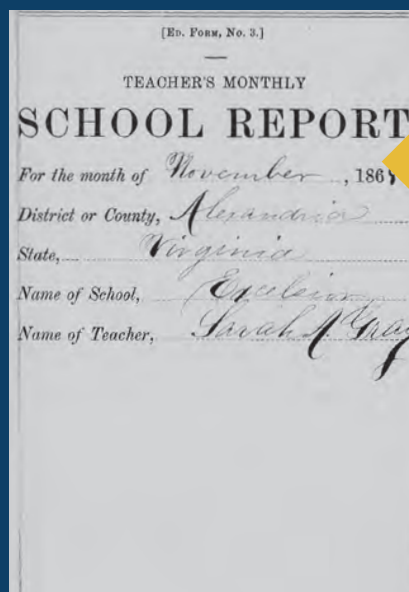 [ED. FORM, No. 3.]
TEACHER'S MONTHLY
SCHOOL REPORT
For the month of November, 186
District or County, Alexandria
State, Virginia
Name of School, Excelsior
Name of Teacher, Sarah A Gray